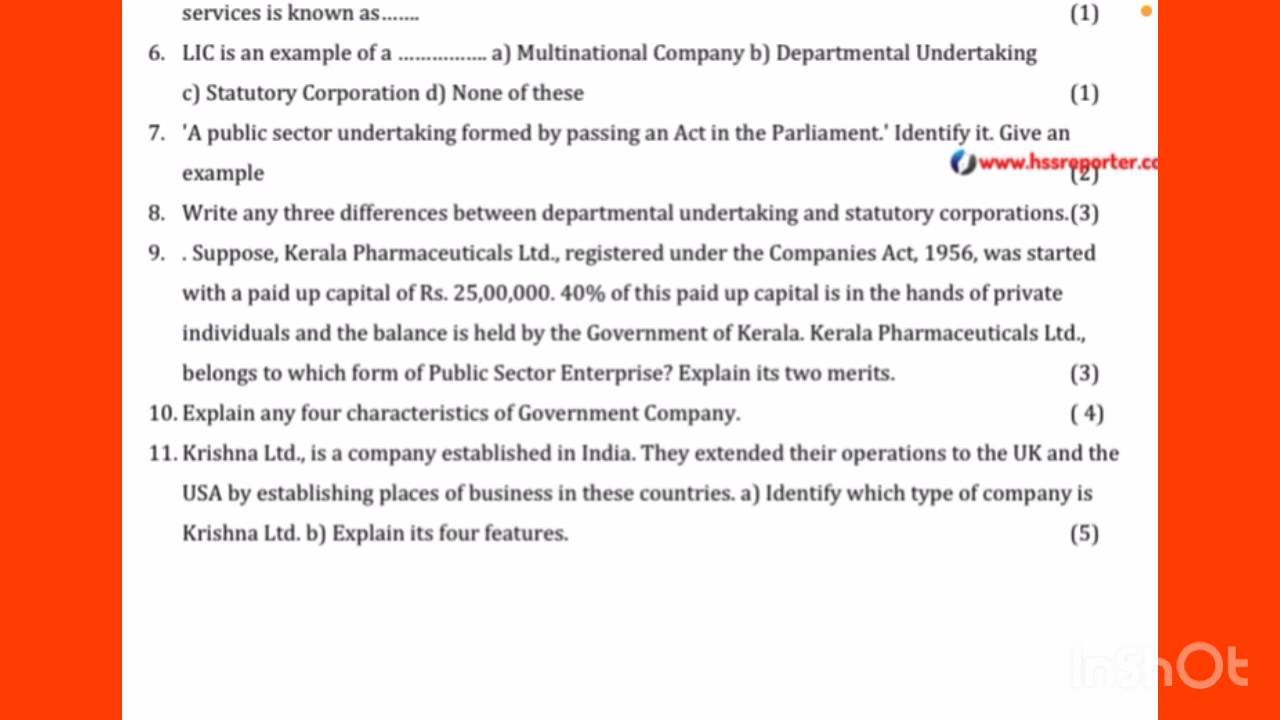 services is known as....... (1)
6. LIC is an example of a ................ a) Multinational Company b) Departmental Undertaking
c) Statutory Corporation d) None of these (1)
7. 'A public sector undertaking formed by passing an Act in the Parliament.' Identify it. Give an
www.hssreporter.co
example (2)
8. Write any three differences between departmental undertaking and statutory corporations.(3)
9. . Suppose, Kerala Pharmaceuticals Ltd., registered under the Companies Act, 1956, was started
with a paid up capital of Rs. 25,00,000. 40% of this paid up capital is in the hands of private
individuals and the balance is held by the Government of Kerala. Kerala Pharmaceuticals Ltd.,
belongs to which form of Public Sector Enterprise? Explain its two merits. (3)
10. Explain any four characteristics of Government Company. ( 4)
11. Krishna Ltd., is a company established in India. They extended their operations to the UK and the
USA by establishing places of business in these countries. a) Identify which type of company is
Krishna Ltd. b) Explain its four features. (5)
InShOt